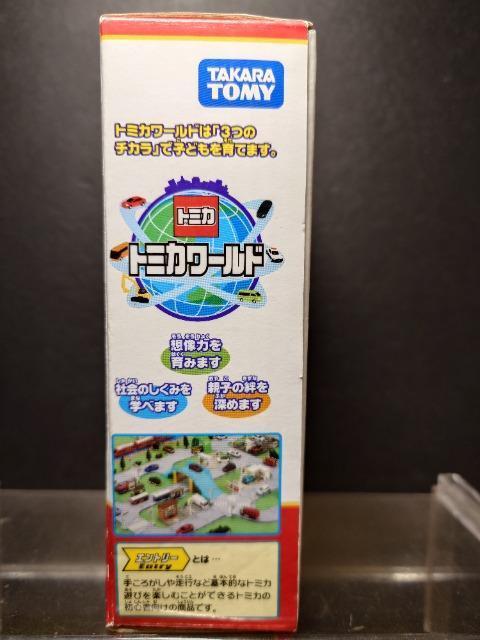 TAKARA
TOMY
トミカワールドは「3つの
チカラ」で子どもを育てます。
トミカ
トミカワールド
想像力を
育みます
社会のしくみを
学べます
親子の絆を
深めます
エントリー
Entry
とは…
手ころがしや走行など基本的なトミカ
遊びを楽しむことができるトミカの
初心者向けの商品です。